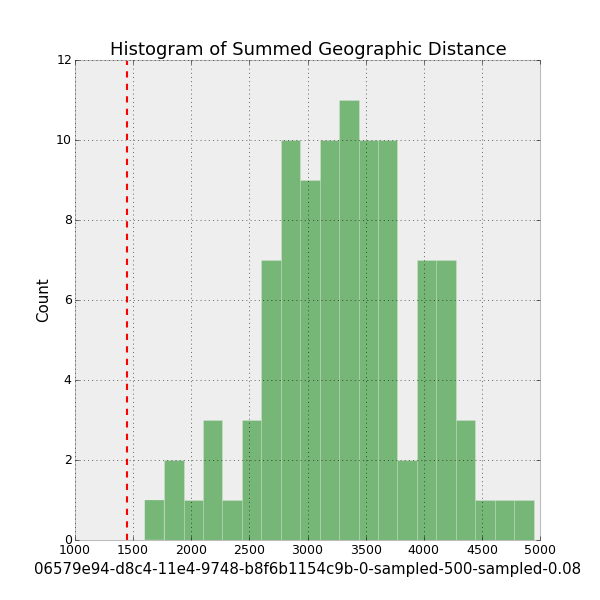 Histogram of Summed Geographic Distance
12
10
8
6
4
2
0
Count
1000 1500 2000 2500 3000 3500 4000 4500 5000
06579e94-d8c4-11e4-9748-b8f6b1154c9b-0-sampled-500-sampled-0.08